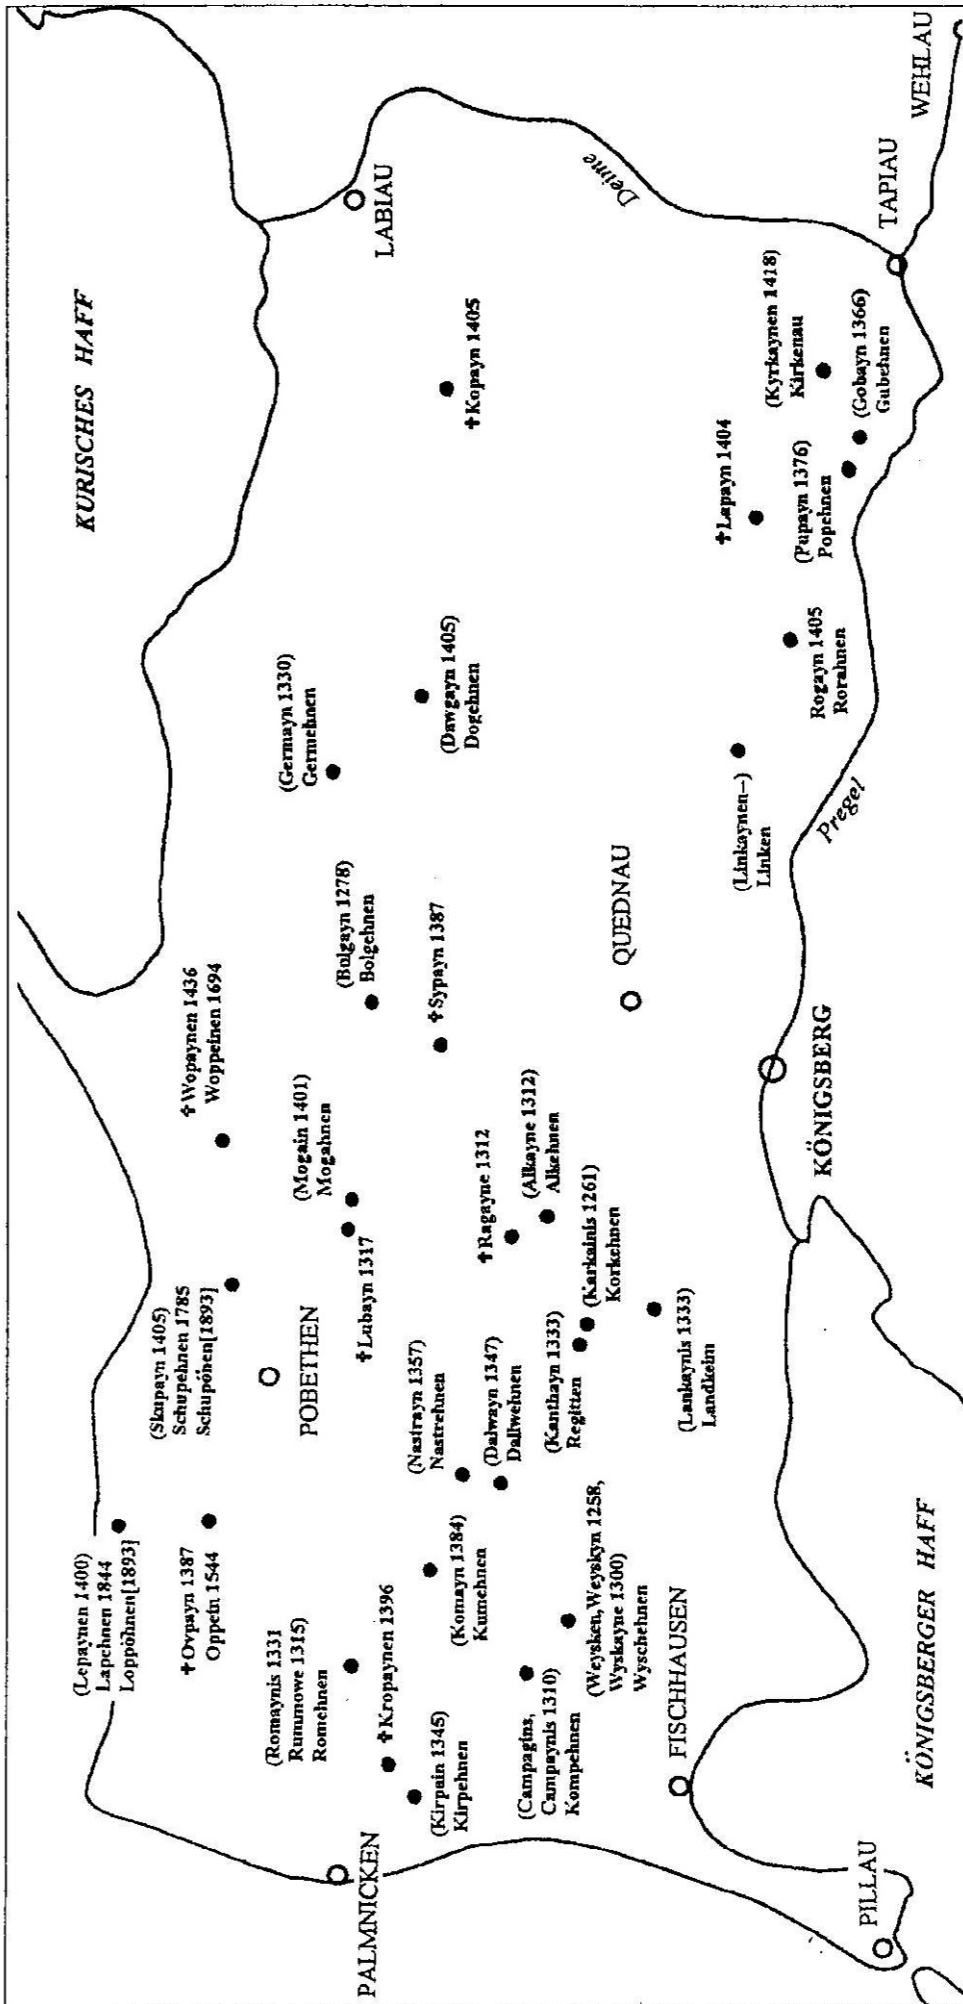 KURISCHES HAFF
(Lepaynen 1400)
Lapehnen 1844
Loppöhnen[1893]
✝Ovpayn 1387
Oppein 1544
(Skupayn 1405)
Schupehnen 1785
Schupöhen[1893]
✝Wopaynen 1436
Woppeinen 1694
(Romaynis 1331
Rummowe 1315)
Romehnen
POBETHEN
(Mogain 1401)
Mogahnen
(Germayn 1330)
Germehnen
(Bulgayn 1278)
Bolgehnen
✝Lubayn 1317
PALMNICKEN
LABIAU
✝Kropaynen 1396
(Kirpain 1345)
Kirpehnen
(Nastrayn 1357)
Nastrehnen
✝Sypayn 1387
(Dawgayn 1405)
Dogehnen
✝Kopayn 1405
(Komayn 1384)
Kumehnen
(Dalwayn 1347)
Dallwehnen
✝Ragayne 1312
(Alkayne 1312)
Alkehnen
(Campagins,
Campaynis 1310)
Kompehnen
(Kanthayn 1333)
Regitten
(Karkainis 1261)
Korkehnen
(Weysken,Weyskyn 1258,
Wyskayne 1300)
Wyschehnen
QUEDNAU
Deime
FISCHHAUSEN
(Lankaynis 1333)
Landkeim
✝Lapayn 1404
(Linkaynen–)
Linken
(Kyrkaynen 1418)
Kirkenau
(Pupayn 1376)
Popehnen
Rogayn 1405
Rorahnen
(Gobayn 1366)
Gubehnen
KÖNIGSBERG
Pregel
TAPIAU
WEHLAU
PILLAU
KÖNIGSBERGER HAFF